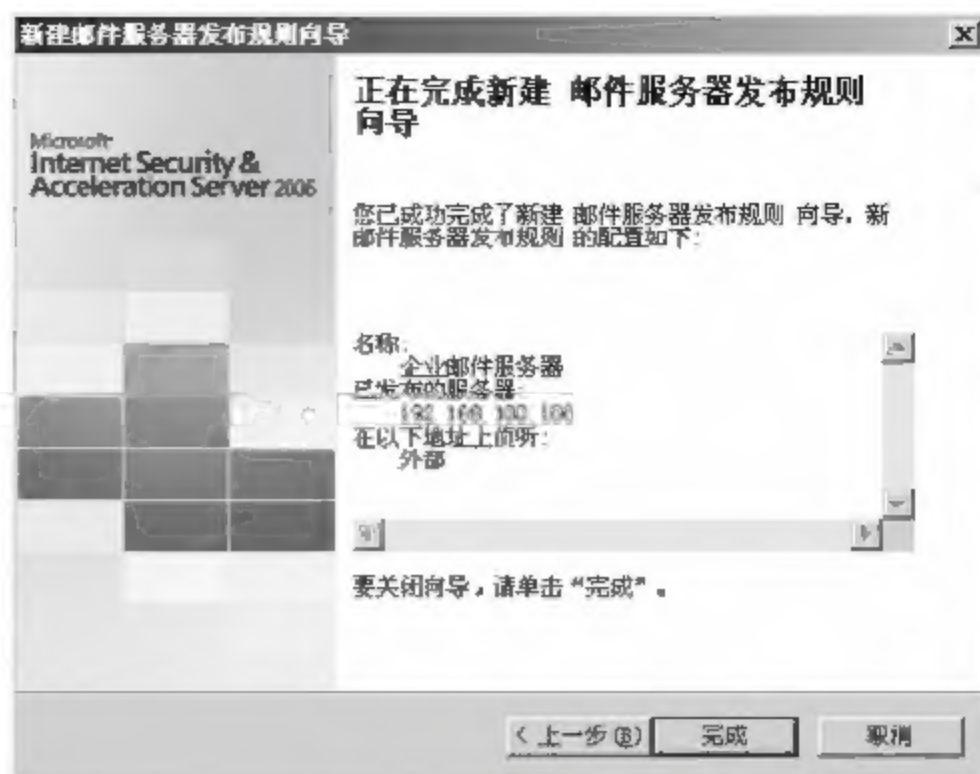 新建邮件服务器发布规则向导
正在完成新建 邮件服务器发布规则
向导
Microsoft
Internet Security &
Acceleration Server 2006
您已成功完成了新建 邮件服务器发布规则 向导。新
邮件服务器发布规则 的配置如下:
名称:
企业邮件服务器
已发布的服务器:
在以下地址上侦听:
外部
要关闭向导，请单击“完成”。
< 上一步(B)
完成
取消